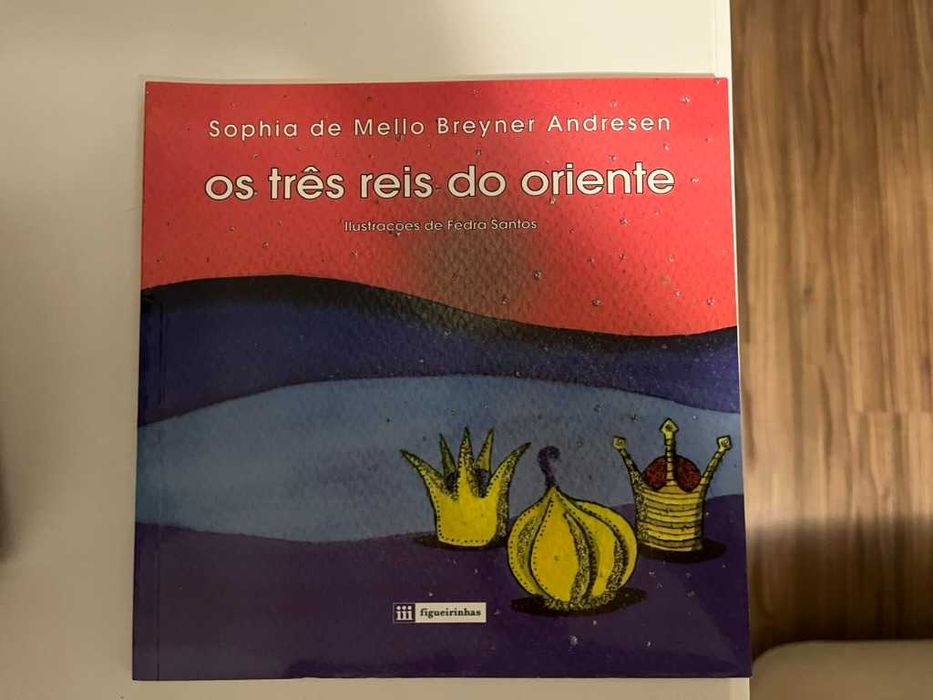 Sophia de Mello Breyner Andresen
os três reis do oriente
Ilustrações de Fedra Santos
figueirinhas